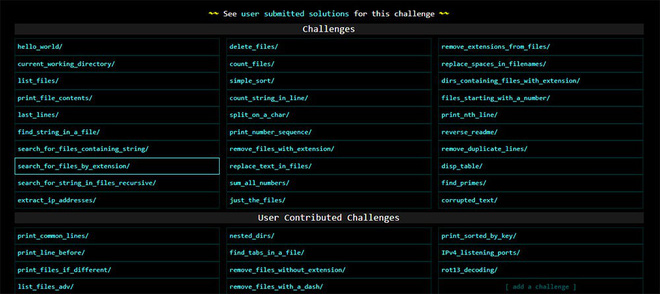 ~~ See user submitted solutions for this challenge ~~
Challenges
hello_world/ delete_files/ remove_extensions_from_files/
current_working_directory/ count_files/ replace_spaces_in_filenames/
list_files/ simple_sort/ dirs_containing_files_with_extension/
print_file_contents/ count_string_in_line/ files_starting_with_a_number/
last_lines/ split_on_a_char/ print_nth_line/
find_string_in_a_file/ print_number_sequence/ reverse_readme/
search_for_files_containing_string/ remove_files_with_extension/ remove_duplicate_lines/
search_for_files_by_extension/ replace_text_in_files/ disp_table/
search_for_string_in_files_recursive/ sum_all_numbers/ find_primes/
extract_ip_addresses/ just_the_files/ corrupted_text/
User Contributed Challenges
print_common_lines/ nested_dirs/ print_sorted_by_key/
print_line_before/ find_tabs_in_a_file/ IPv4_listening_ports/
print_files_if_different/ remove_files_without_extension/ rot13_decoding/
list_files_adv/ remove_files_with_a_dash/ [ add a challenge ]